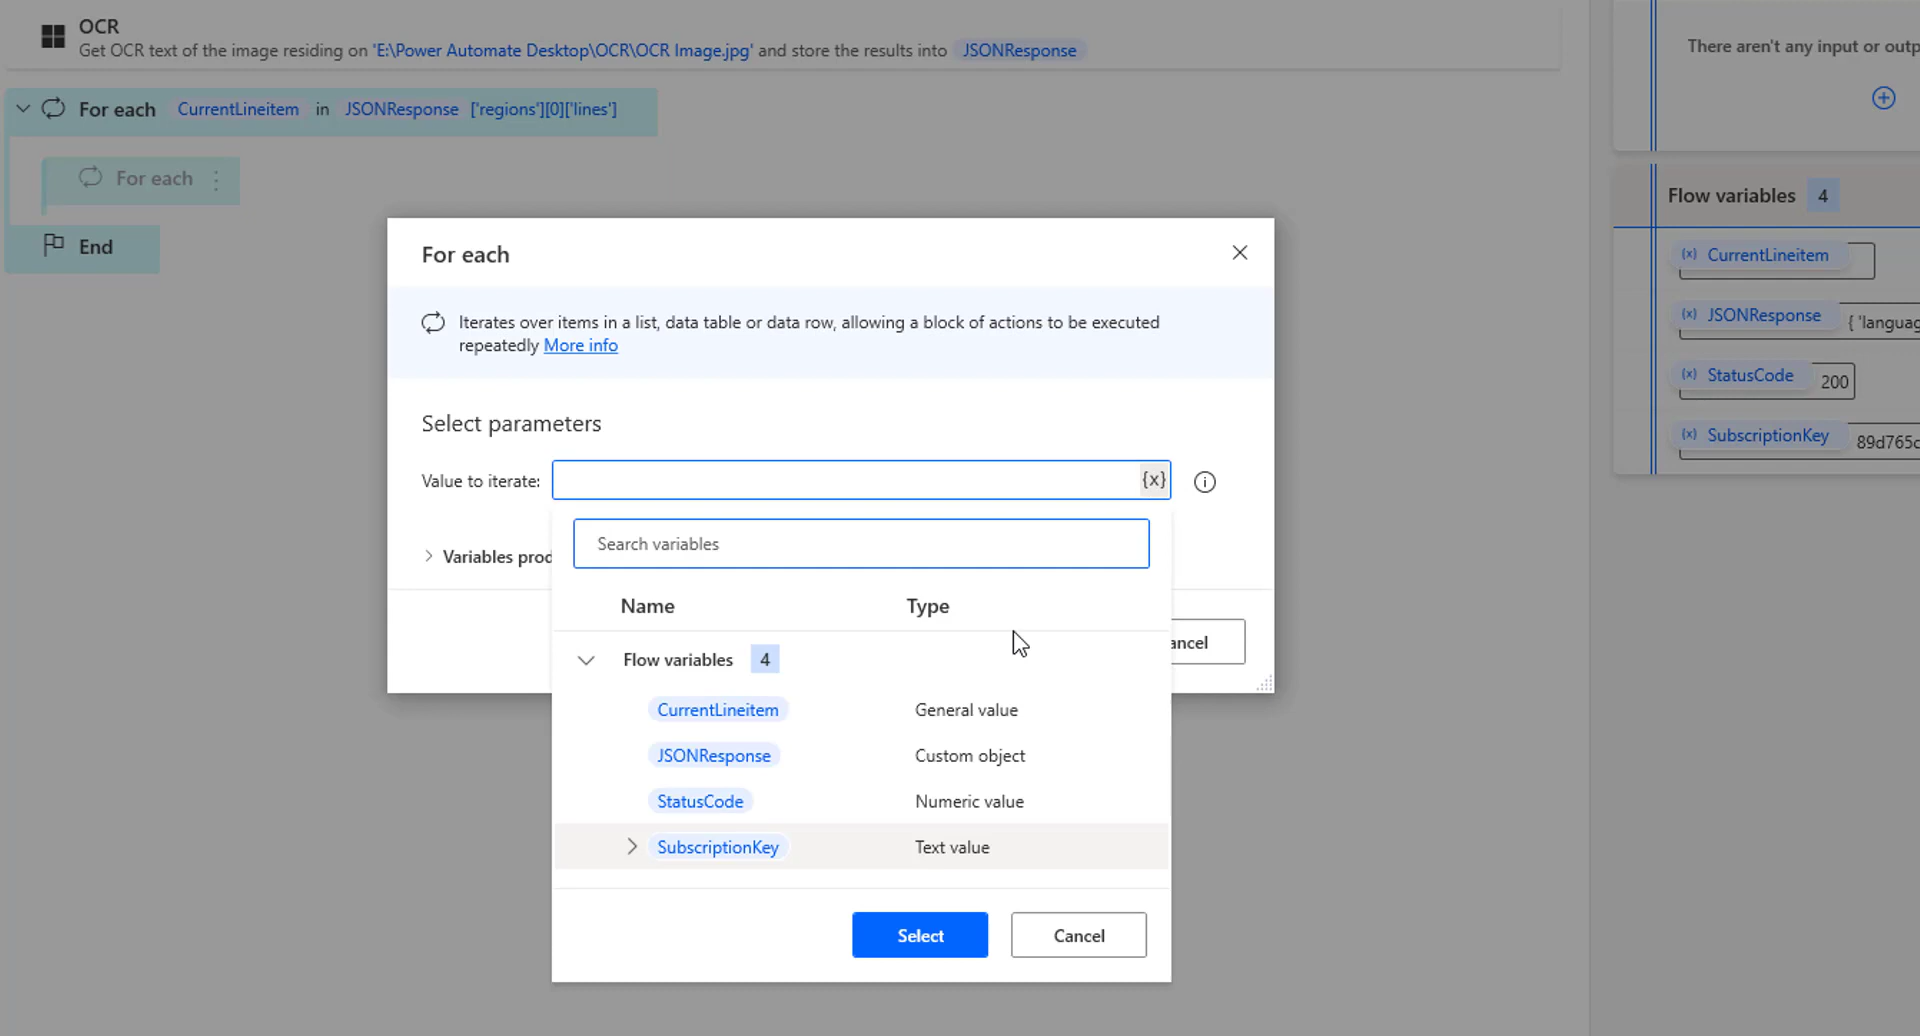 OCR
Get OCR text of the image residing on 'E:\Power Automate Desktop\OCR\OCR Image.jpg' and store the results into JSONResponse
For each CurrentLineitem in JSONResponse ['regions'][0]['lines']
For each
End
For each
Iterates over items in a list, data table or data row, allowing a block of actions to be executed
repeatedly More info
Select parameters
Value to iterate: {x}
Variables prod
Search variables
Name Type
Flow variables 4
CurrentLineitem General value
JSONResponse Custom object
StatusCode Numeric value
SubscriptionKey Text value
Select Cancel
ancel
There aren't any input or outp
Flow variables 4
(x) CurrentLineitem
(x) JSONResponse { 'languag
(x) StatusCode 200
(x) SubscriptionKey 89d765c